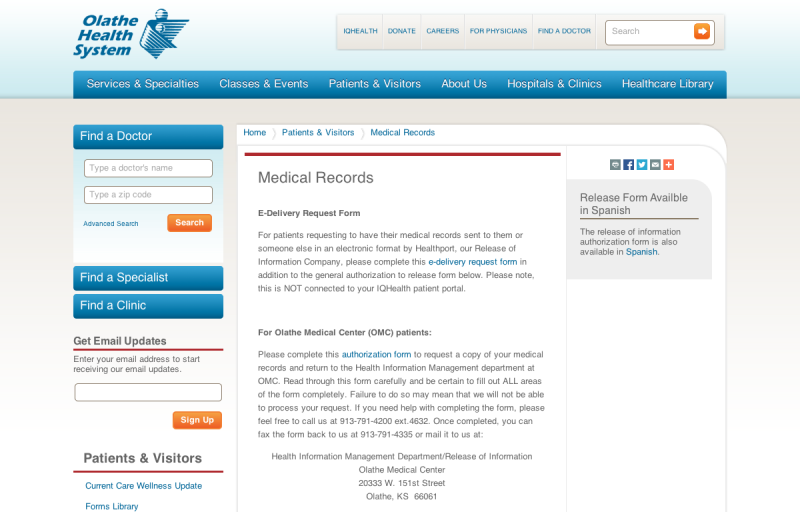 Olathe
Health
System
IQHEALTH
DONATE
CAREERS
FOR PHYSICIANS
FIND A DOCTOR
Search
Services & Specialties
Classes & Events
Patients & Visitors
About Us
Hospitals & Clinics
Healthcare Library
Find a Doctor
Type a doctor's name
Type a zip code
Advanced Search
Search
Find a Specialist
Find a Clinic
Get Email Updates
Enter your email address to start
receiving our email updates.
Sign Up
Patients & Visitors
Current Care Wellness Update
Forms Library
Home
Patients & Visitors
Medical Records
Medical Records
E-Delivery Request Form
For patients requesting to have their medical records sent to them or
someone else in an electronic format by Healthport, our Release of
Information Company, please complete this e-delivery request form in
addition to the general authorization to release form below. Please note,
this is NOT connected to your IQHealth patient portal.
For Olathe Medical Center (OMC) patients:
Please complete this authorization form to request a copy of your medical
records and return to the Health Information Management department at
OMC. Read through this form carefully and be certain to fill out ALL areas
of the form completely. Failure to do so may mean that we will not be able
to process your request. If you need help with completing the form, please
feel free to call us at 913-791-4200 ext.4632. Once completed, you can
fax the form back to us at 913-791-4335 or mail it to us at:
Health Information Management Department/Release of Information
Olathe Medical Center
20333 W. 151st Street
Olathe, KS 66061
Release Form Availble
in Spanish
The release of information
authorization form is also
available in Spanish.